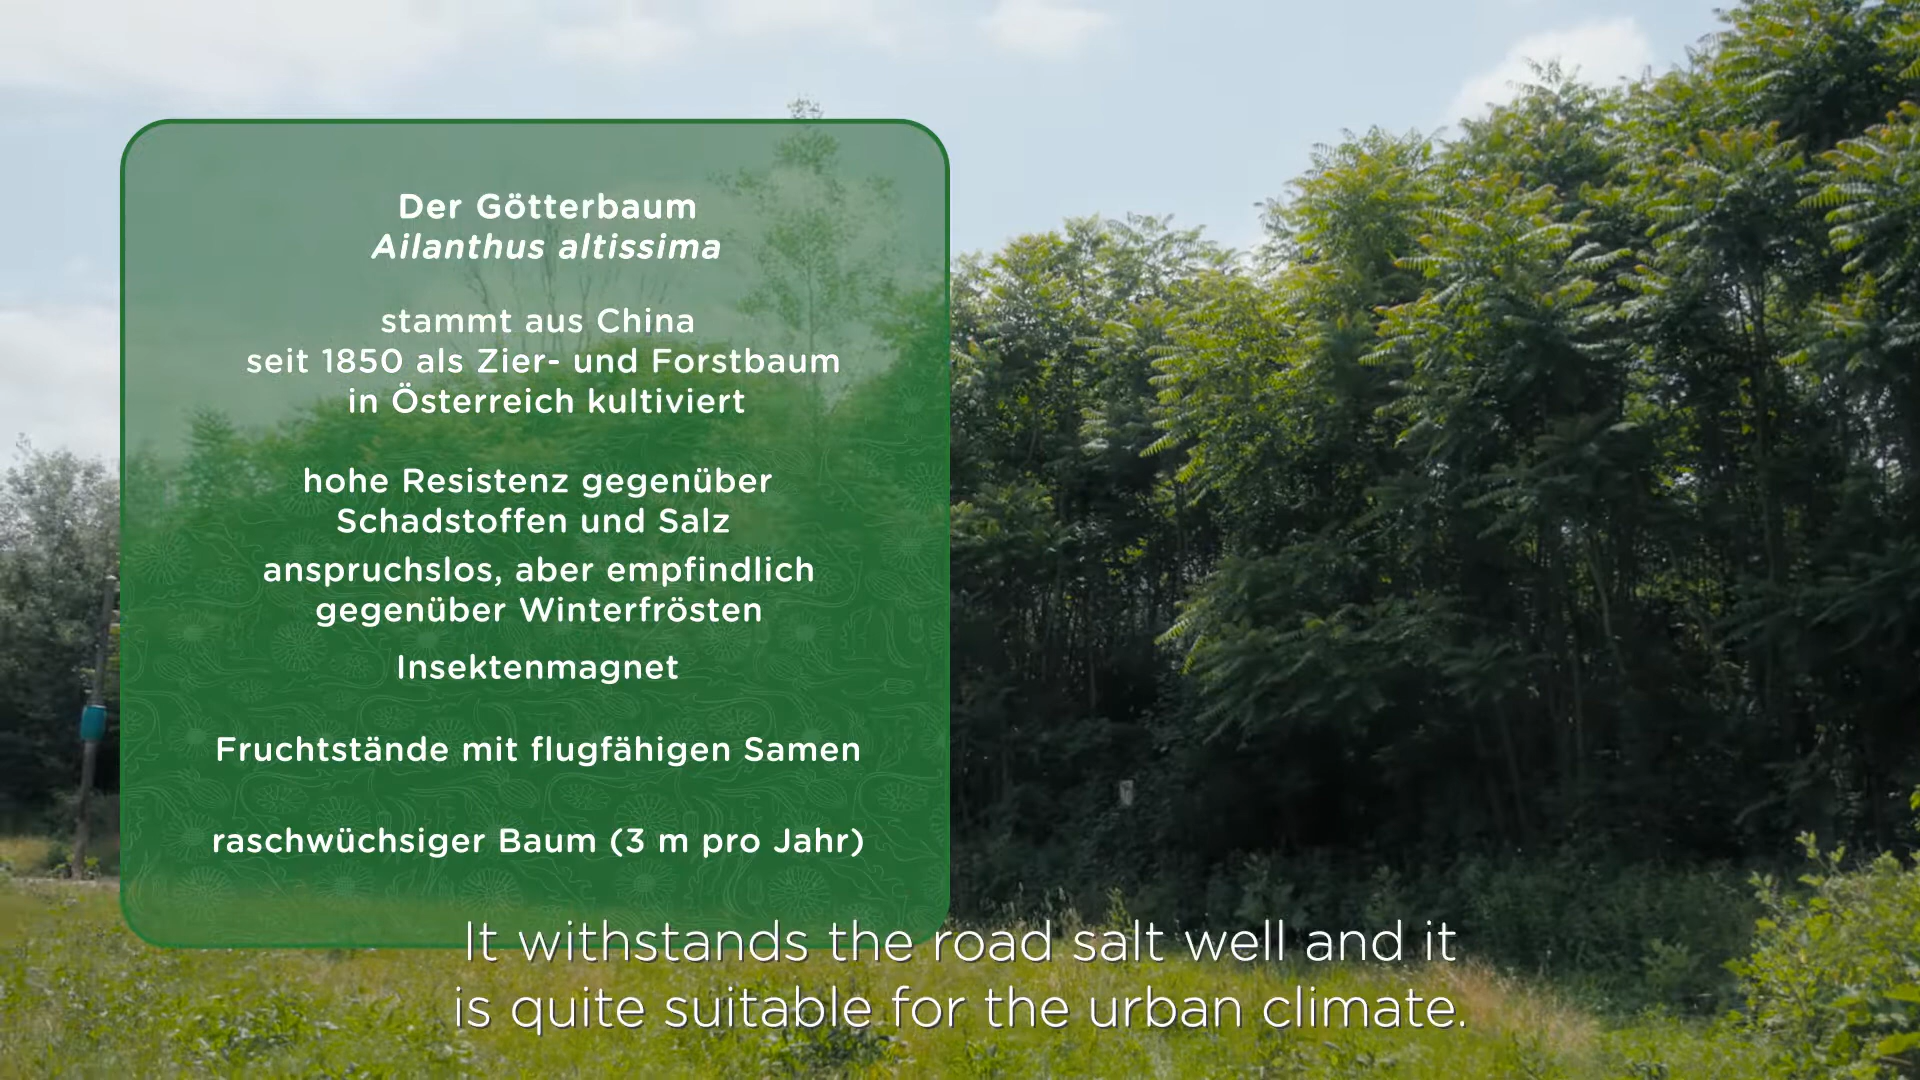 Der Götterbaum
Ailanthus altissima
stammt aus China
seit 1850 als Zier- und Forstbaum
in Österreich kultiviert
hohe Resistenz gegenüber
Schadstoffen und Salz
anspruchslos, aber empfindlich
gegenüber Winterfrösten
Insektenmagnet
Fruchtstände mit flugfähigen Samen
raschwüchsiger Baum (3 m pro Jahr)
It withstands the road salt well and it
is quite suitable for the urban climate.